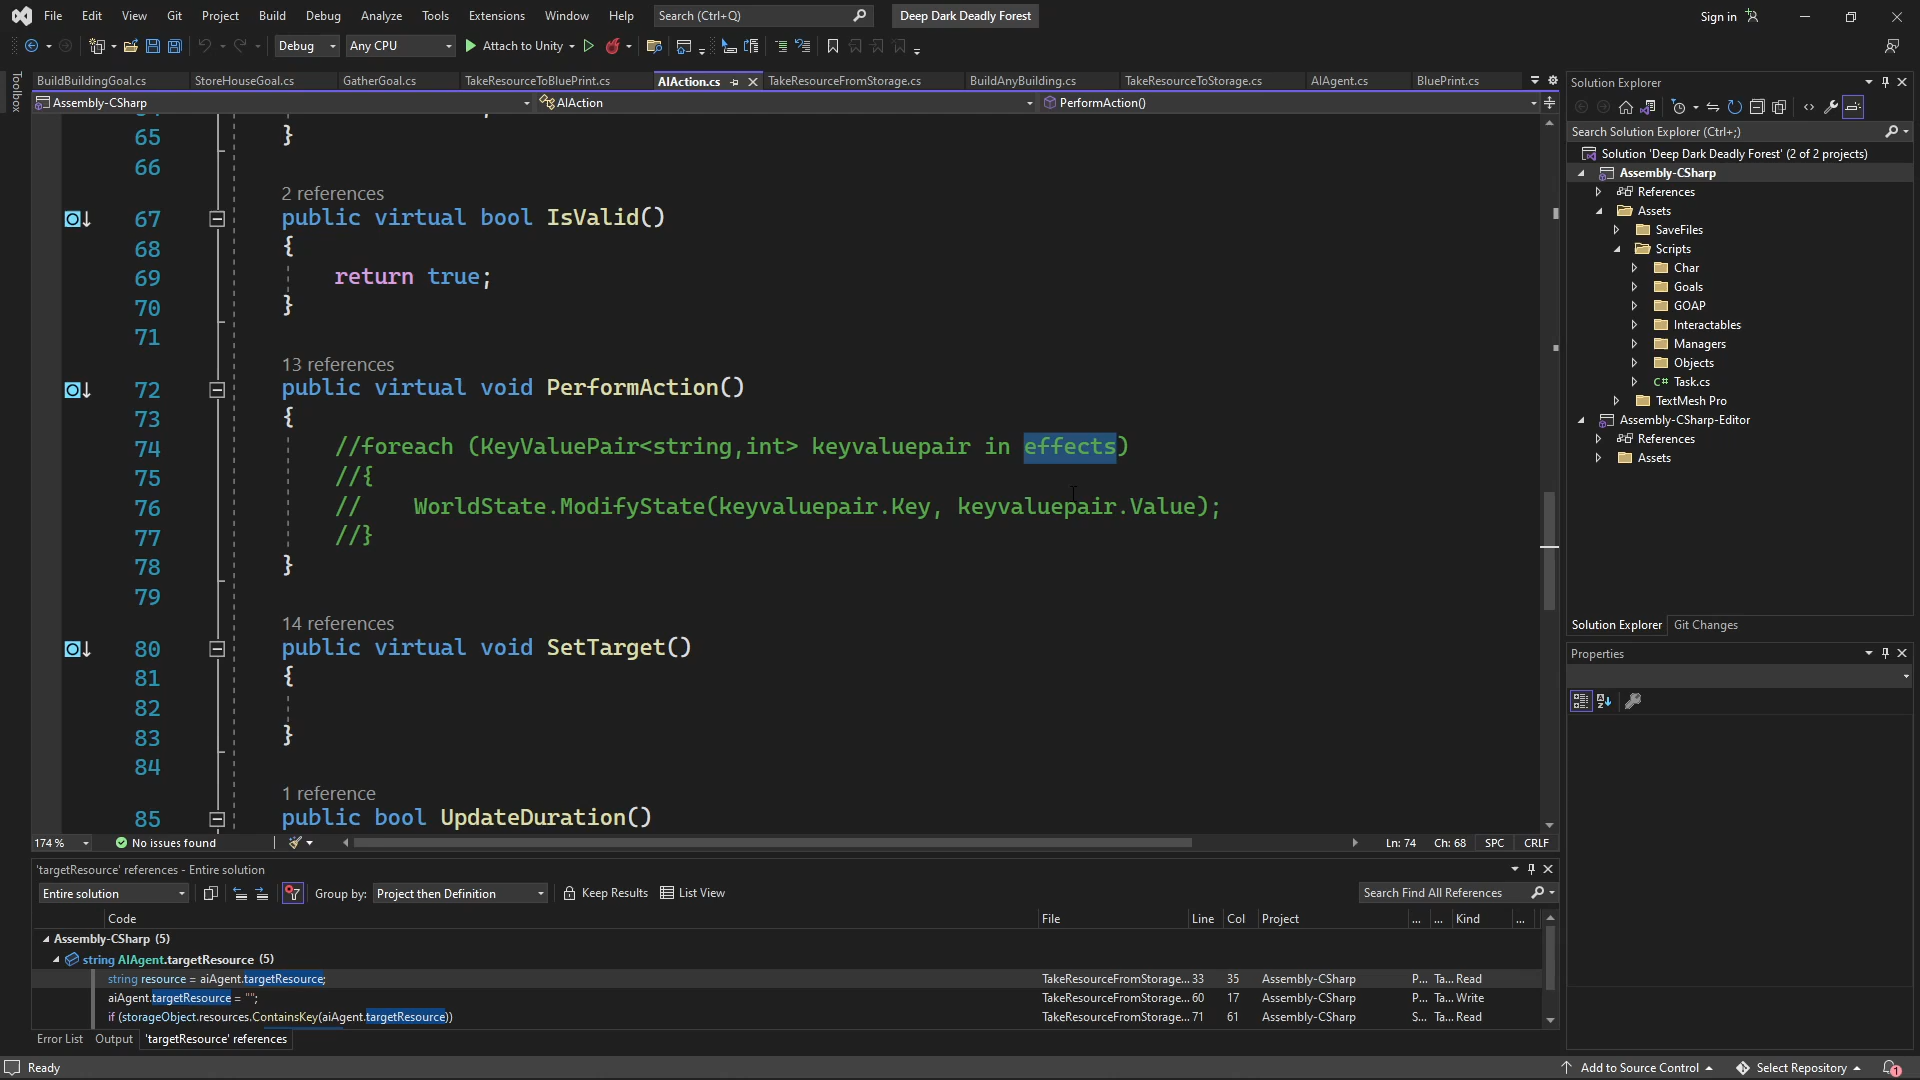 File Edit View Git Project Build Debug Analyze Tools Extensions Window Help Search (Ctrl+Q) Deep Dark Deadly Forest Sign in
Debug Any CPU Attach to Unity
Toolbox
BuildBuildingGoal.cs StoreHouseGoal.cs GatherGoal.cs TakeResourceToBluePrint.cs AIAction.cs TakeResourceFromStorage.cs BuildAnyBuilding.cs TakeResourceToStorage.cs AIAgent.cs BluePrint.cs
Assembly-CSharp AIAction PerformAction()
65 }
66
2 references
67 public virtual bool IsValid()
68 {
69 return true;
70 }
71
13 references
72 public virtual void PerformAction()
73 {
74 //foreach (KeyValuePair<string,int> keyvaluepair in effects)
75 //{
76 // WorldState.ModifyState(keyvaluepair.Key, keyvaluepair.Value);
77 //}
78 }
79
14 references
80 public virtual void SetTarget()
81 {
82
83 }
84
1 reference
85 public bool UpdateDuration()
174 % No issues found Ln: 74 Ch: 68 SPC CRLF
'targetResource' references - Entire solution
Entire solution Group by: Project then Definition Keep Results List View Search Find All References
Code File Line Col Project ... ... Kind ...
Assembly-CSharp (5)
string AIAgent.targetResource (5)
string resource = aiAgent.targetResource; TakeResourceFromStorage... 33 35 Assembly-CSharp P... Ta... Read
aiAgent.targetResource = ""; TakeResourceFromStorage... 60 17 Assembly-CSharp P... Ta... Write
if (storageObject.resources.ContainsKey(aiAgent.targetResource)) TakeResourceFromStorage... 71 61 Assembly-CSharp S... Ta... Read
Error List Output 'targetResource' references
Solution Explorer
Search Solution Explorer (Ctrl+;)
Solution 'Deep Dark Deadly Forest' (2 of 2 projects)
Assembly-CSharp
References
Assets
SaveFiles
Scripts
Char
Goals
GOAP
Interactables
Managers
Objects
C# Task.cs
TextMesh Pro
Assembly-CSharp-Editor
References
Assets
Solution Explorer Git Changes
Properties
Ready Add to Source Control Select Repository 1